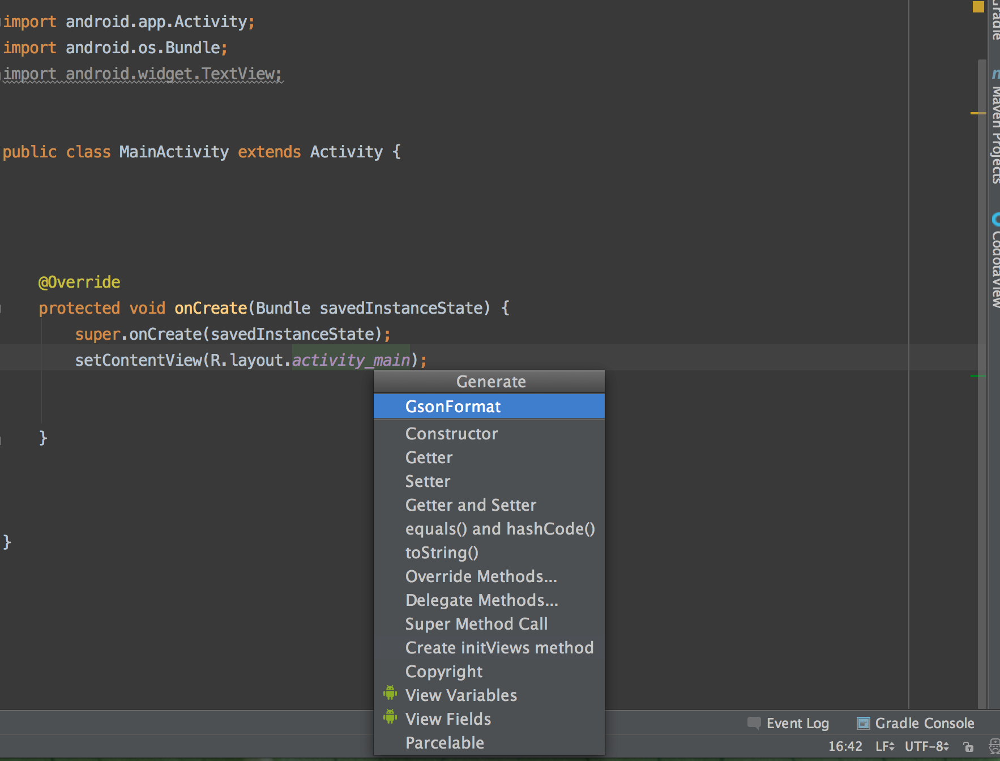 import android.app.Activity;
import android.os.Bundle;
import android.widget.TextView;
public class MainActivity extends Activity {
@Override
protected void onCreate(Bundle savedInstanceState) {
super.onCreate(savedInstanceState);
setContentView(R.layout.activity_main);
}
}
Generate
GsonFormat
Constructor
Getter
Setter
Getter and Setter
equals() and hashCode()
toString()
Override Methods...
Delegate Methods...
Super Method Call
Create initViews method
Copyright
View Variables
View Fields
Parcelable
Gradle
Maven Projects
CodotaView
Event Log
Gradle Console
16:42
LF
UTF-8